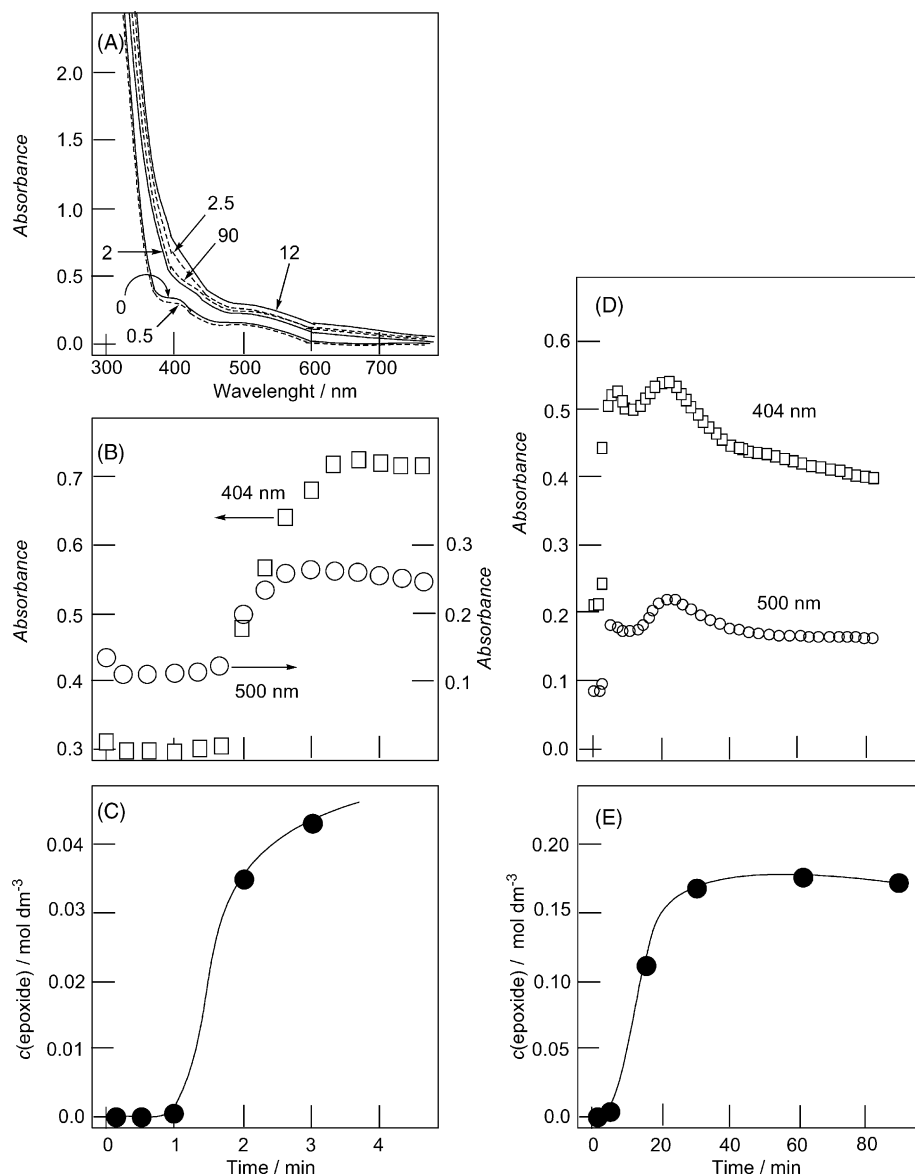 (A)
2.0
1.5
1.0
0.5
0.0
Absorbance
2.5
90
2
12
0
0.5
300 400 500 600 700
Wavelenght / nm
(B)
0.7
0.6
0.5
0.4
0.3
Absorbance
404 nm
500 nm
0.3
0.2
0.1
Absorbance
(C)
0.04
0.03
0.02
0.01
0.0
c(epoxide) / mol dm-3
0 1 2 3 4
Time / min
(D)
0.6
0.5
0.4
0.3
0.2
0.1
0.0
Absorbance
404 nm
500 nm
(E)
0.20
0.15
0.10
0.05
0.0
c(epoxide) / mol dm-3
0 20 40 60 80
Time / min